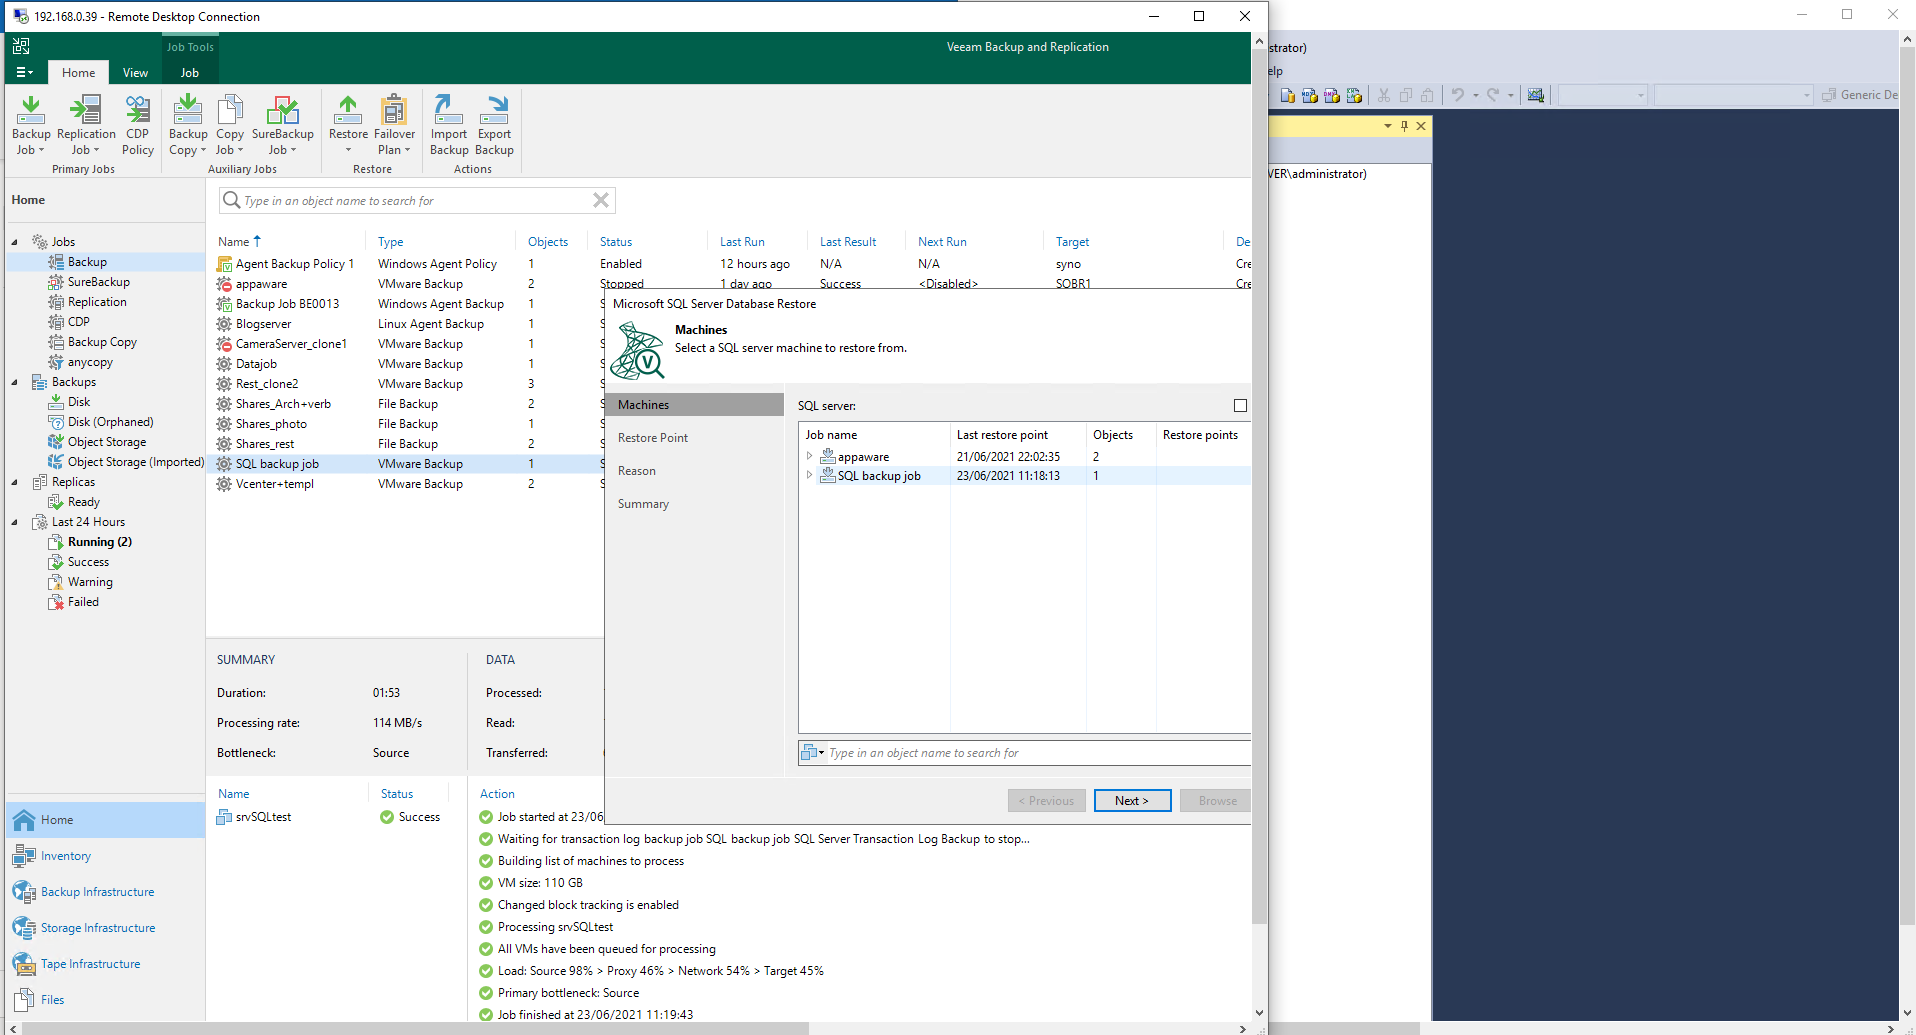 192.168.0.39 - Remote Desktop Connection
Job Tools
Veeam Backup and Replication
Home View Job
Backup Job
Replication Job
CDP Policy
Primary Jobs
Backup Copy
Copy Job
SureBackup Job
Auxiliary Jobs
Restore
Failover Plan
Restore
Import Backup
Export Backup
Actions
Home
Jobs
Backup
SureBackup
Replication
CDP
Backup Copy
anycopy
Backups
Disk
Disk (Orphaned)
Object Storage
Object Storage (Imported)
Replicas
Ready
Last 24 Hours
Running (2)
Success
Warning
Failed
Home
Inventory
Backup Infrastructure
Storage Infrastructure
Tape Infrastructure
Files
Type in an object name to search for
Name Type Objects Status Last Run Last Result Next Run Target De
Agent Backup Policy 1 Windows Agent Policy 1 Enabled 12 hours ago N/A N/A syno Cre
appaware VMware Backup 2 Stopped 1 day ago Success <Disabled> SOBR1 Cre
Backup Job BE0013 Windows Agent Backup 1 S
Blogserver Linux Agent Backup 1 S
CameraServer_clone1 VMware Backup 1 S
Datajob VMware Backup 1 S
Rest_clone2 VMware Backup 3 S
Shares_Arch+verb File Backup 2 S
Shares_photo File Backup 1 S
Shares_rest File Backup 2 S
SQL backup job VMware Backup 1 S
Vcenter+templ VMware Backup 2 S
Microsoft SQL Server Database Restore
Machines
Select a SQL server machine to restore from.
Machines
Restore Point
Reason
Summary
SQL server:
Job name Last restore point Objects Restore points
appaware 21/06/2021 22:02:35 2
SQL backup job 23/06/2021 11:18:13 1
Type in an object name to search for
< Previous Next > Browse
SUMMARY
Duration: 01:53
Processing rate: 114 MB/s
Bottleneck: Source
DATA
Processed:
Read:
Transferred:
Name Status
srvSQLtest Success
Action
Job started at 23/06
Waiting for transaction log backup job SQL backup job SQL Server Transaction Log Backup to stop...
Building list of machines to process
VM size: 110 GB
Changed block tracking is enabled
Processing srvSQLtest
All VMs have been queued for processing
Load: Source 98% > Proxy 46% > Network 54% > Target 45%
Primary bottleneck: Source
Job finished at 23/06/2021 11:19:43
strator)
elp
Generic De
VER\administrator)